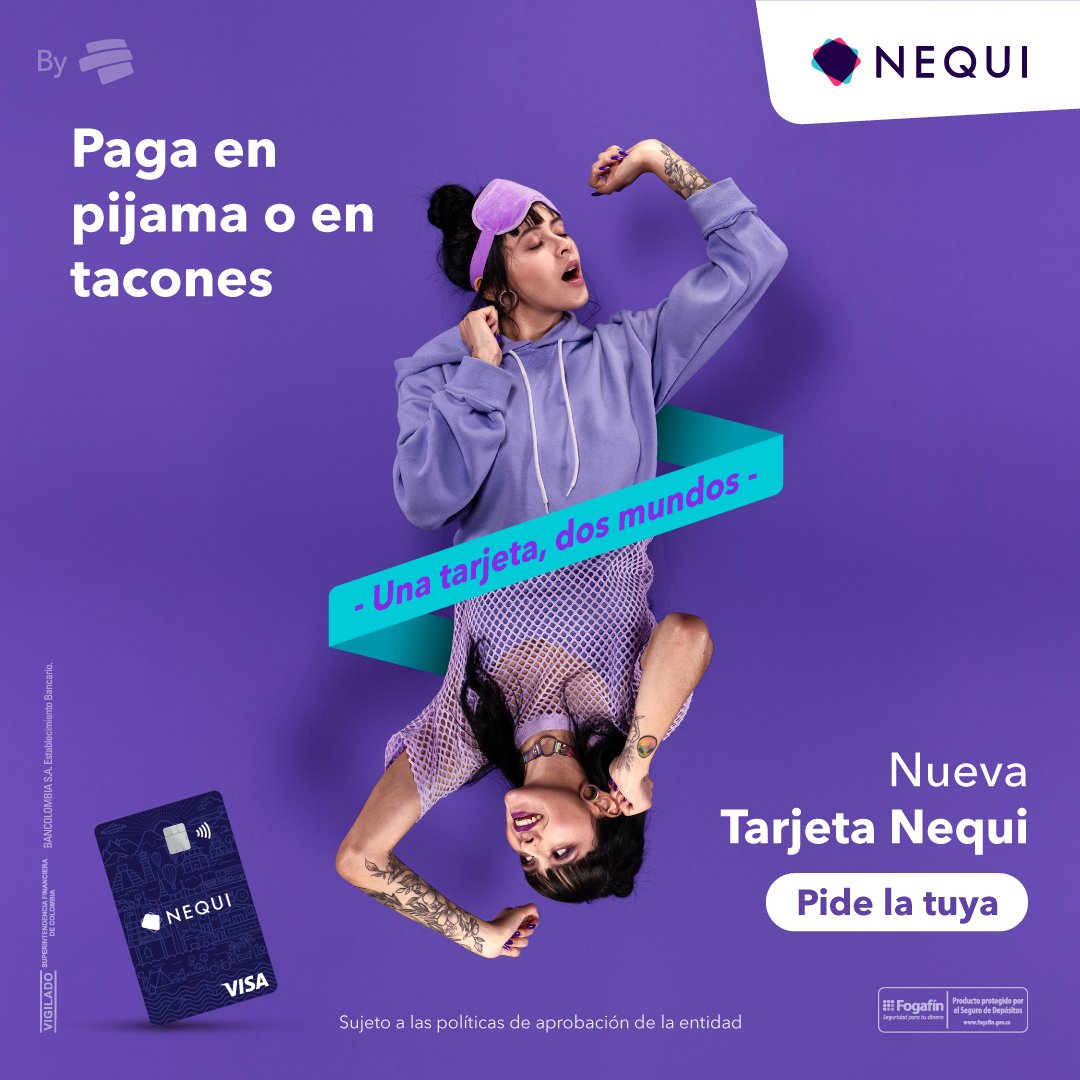 By
NEQUI
Paga en
pijama o en
tacones
- Una tarjeta, dos mundos -
Nueva
Tarjeta Nequi
Pide la tuya
NEQUI
VISA
VIGILADO
SUPERINTENDENCIA FINANCIERA
DE COLOMBIA
BANCOLOMBIA S.A. Establecimiento Bancario.
Sujeto a las políticas de aprobación de la entidad
Fogafín
Seguridad para tu dinero
Producto protegido por
el Seguro de Depósitos
www.fogafin.gov.co